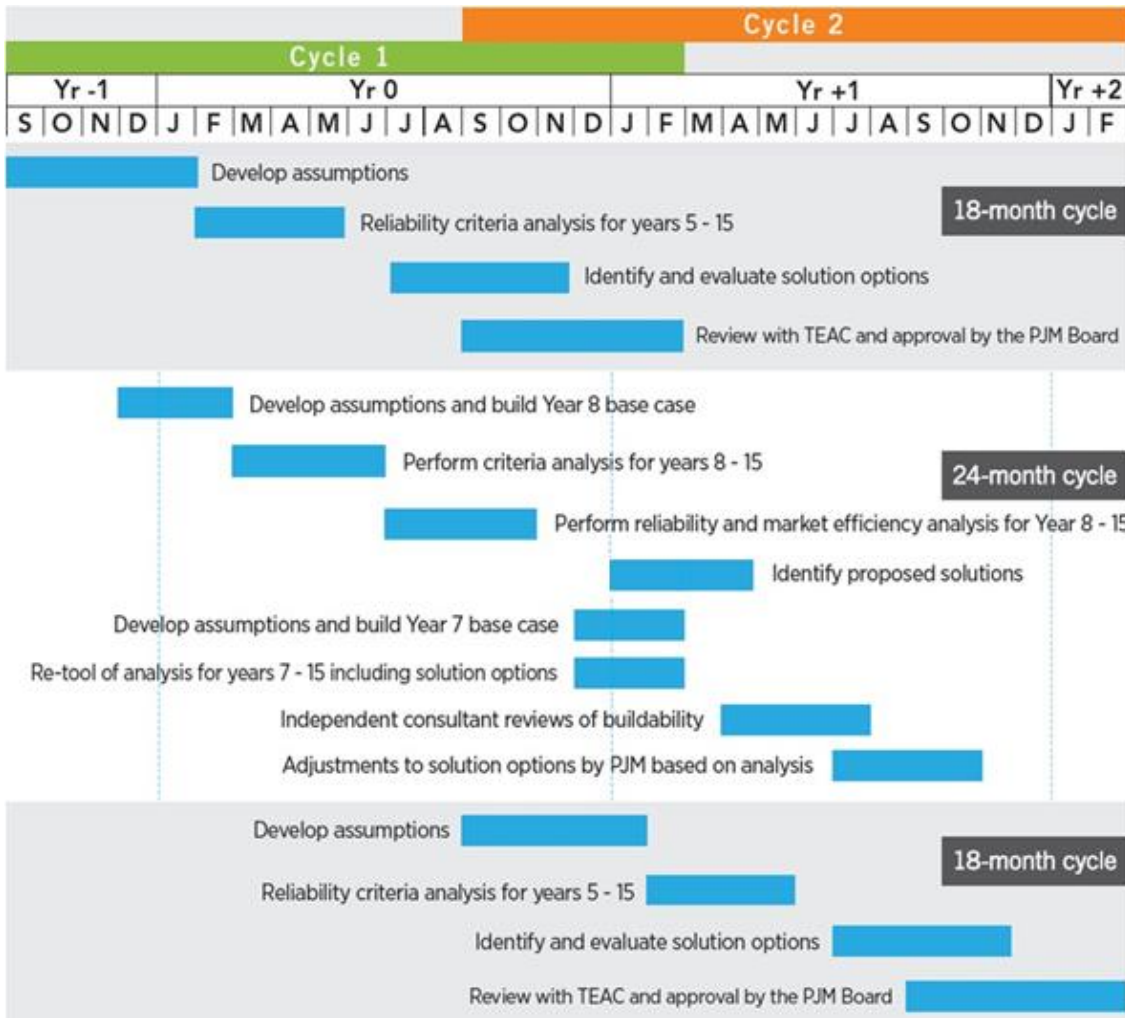 Cycle 2
Cycle 1
Yr -1 Yr 0 Yr +1 Yr +2
S O N D J F M A M J J A S O N D J F M A M J J A S O N D J F
Develop assumptions
18-month cycle
Reliability criteria analysis for years 5 - 15
Identify and evaluate solution options
Review with TEAC and approval by the PJM Board
Develop assumptions and build Year 8 base case
Perform criteria analysis for years 8 - 15
24-month cycle
Perform reliability and market efficiency analysis for Year 8 - 15
Identify proposed solutions
Develop assumptions and build Year 7 base case
Re-tool of analysis for years 7 - 15 including solution options
Independent consultant reviews of buildability
Adjustments to solution options by PJM based on analysis
Develop assumptions
18-month cycle
Reliability criteria analysis for years 5 - 15
Identify and evaluate solution options
Review with TEAC and approval by the PJM Board